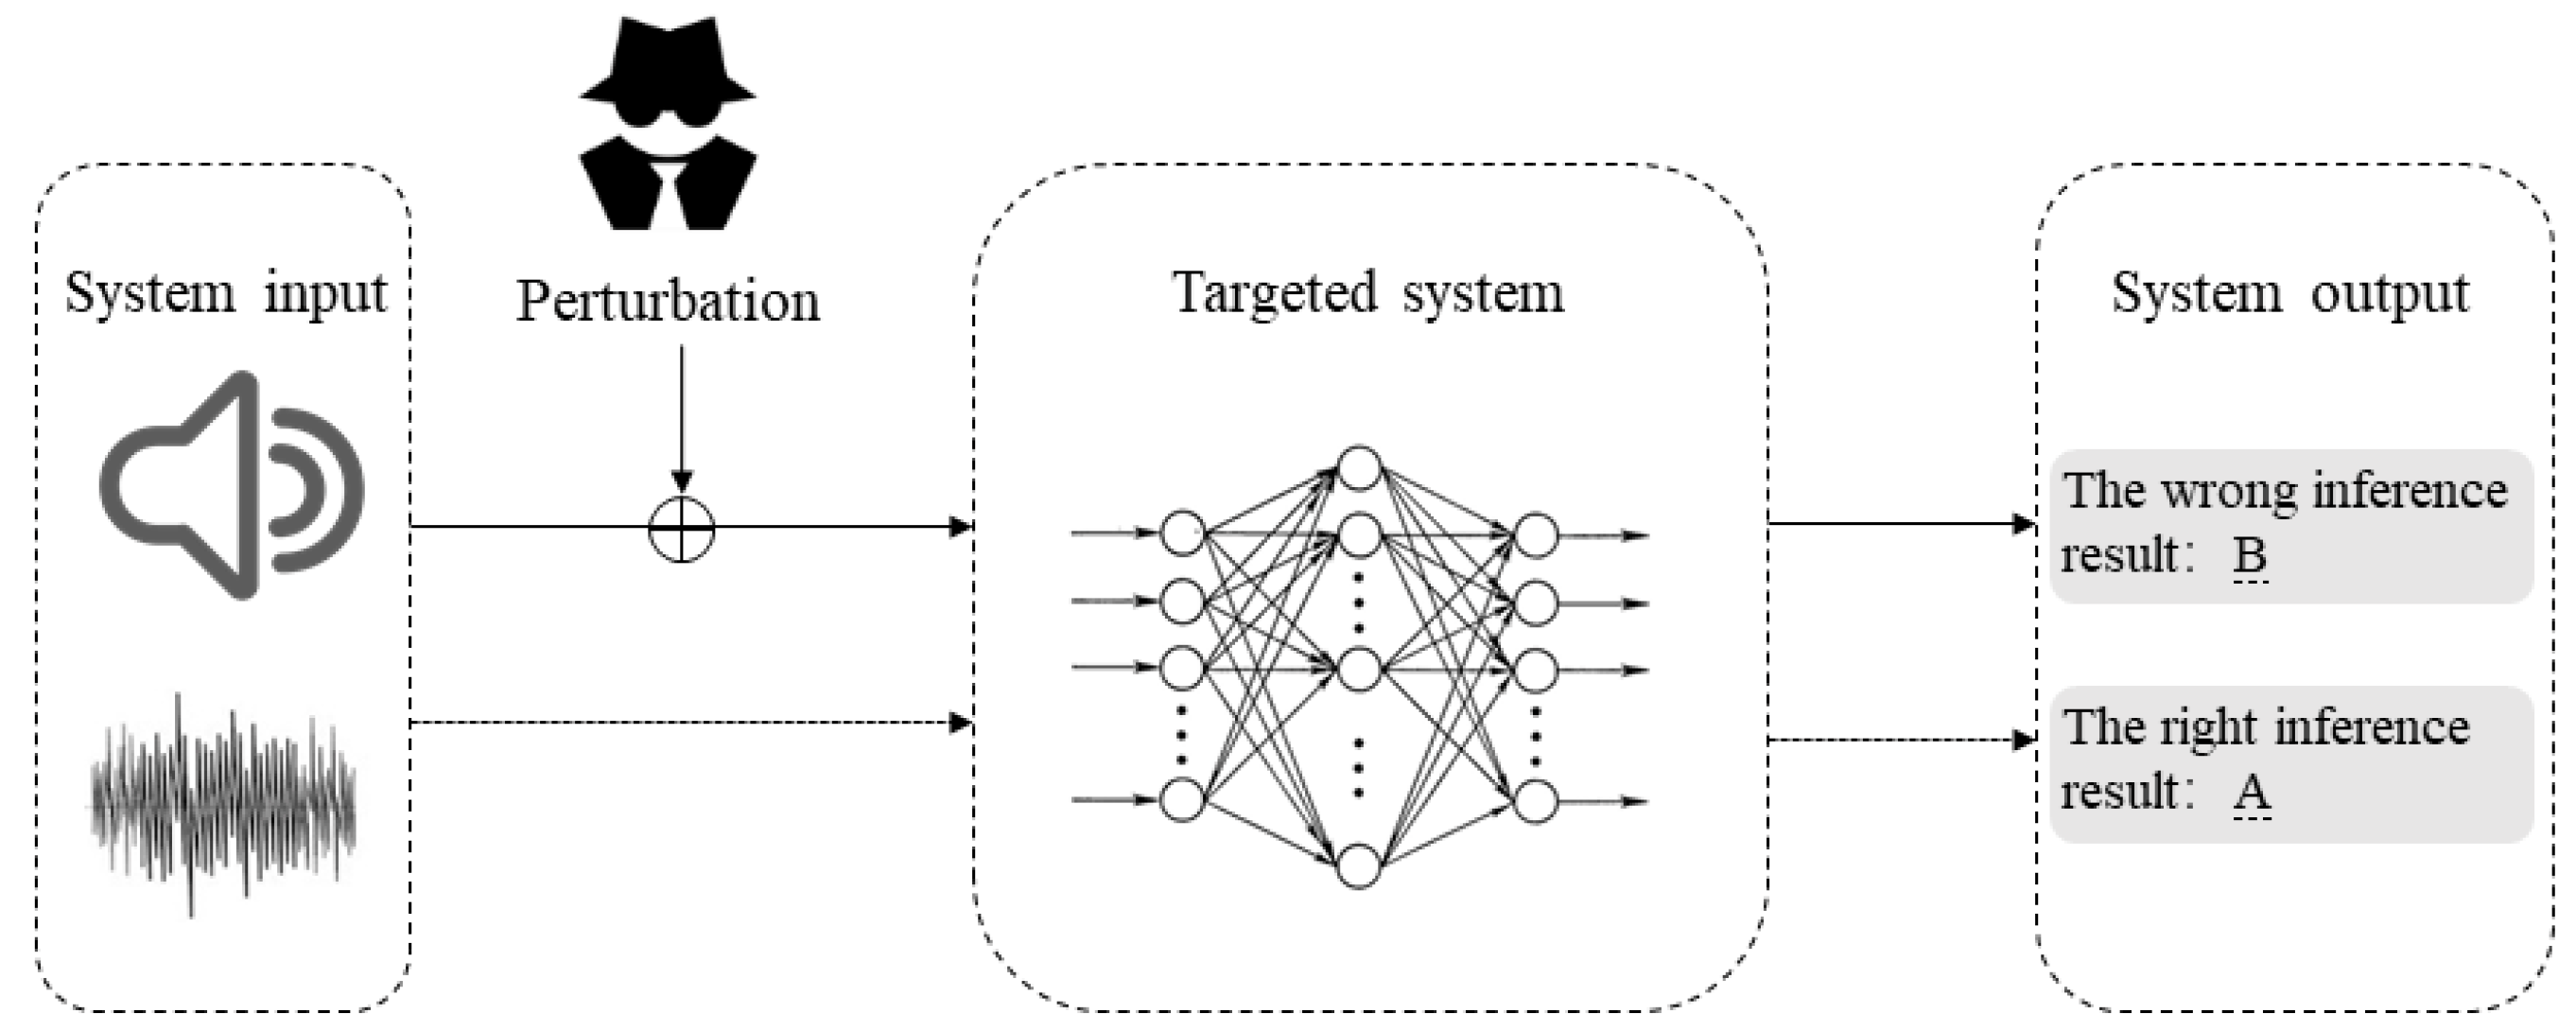 System input
Perturbation
Targeted system
System output
The wrong inference
result: B
The right inference
result: A